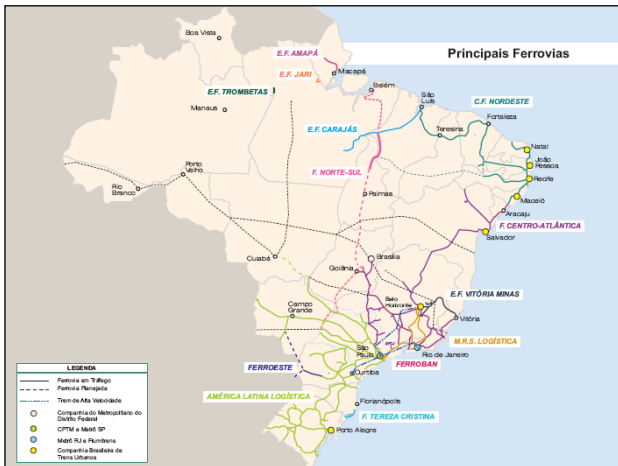 Principais Ferrovias
Boa Vista
E.F. AMAPÁ
Macapá
E.F. JARI
E.F. TROMBETAS
Belém
Manaus
São
Luís
C.F. NORDESTE
Fortaleza
E.F. CARAJÁS
Teresina
Natal
João
Pessoa
F. NORTE-SUL
Recife
Porto
Velho
Rio
Branco
Palmas
Maceió
Aracaju
F. CENTRO-ATLÂNTICA
Salvador
Cuiabá
Brasília
Goiânia
E.F. VITÓRIA MINAS
Campo
Grande
Belo
Horizonte
Vitória
M.R.S. LOGÍSTICA
São
Paulo
Rio de Janeiro
FERROBAN
FERROESTE
Curitiba
AMÉRICA LATINA LOGÍSTICA
Florianópolis
F. TEREZA CRISTINA
Porto Alegre
LEGENDA
Ferrovia em Tráfego
Ferrovia Planejada
Trem de Alta Velocidade
Companhia do Metropolitano do
Distrito Federal
CPTM e Metrô SP
Metrô RJ e Flumitrens
Companhia Brasileira de
Trens Urbanos